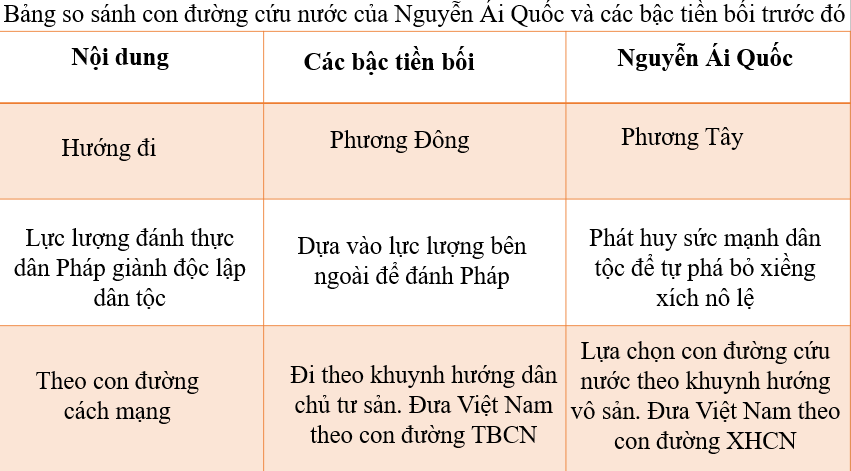 Bảng so sánh con đường cứu nước của Nguyễn Ái Quốc và các bậc tiền bối trước đó
Nội dung
Các bậc tiền bối
Nguyễn Ái Quốc
Hướng đi
Phương Đông
Phương Tây
Lực lượng đánh thực
dân Pháp giành độc lập
dân tộc
Dựa vào lực lượng bên
ngoài để đánh Pháp
Phát huy sức mạnh dân
tộc để tự phá bỏ xiềng
xích nô lệ
Theo con đường
cách mạng
Đi theo khuynh hướng dân
chủ tư sản. Đưa Việt Nam
theo con đường TBCN
Lựa chọn con đường cứu
nước theo khuynh hướng
vô sản. Đưa Việt Nam theo
con đường XHCN